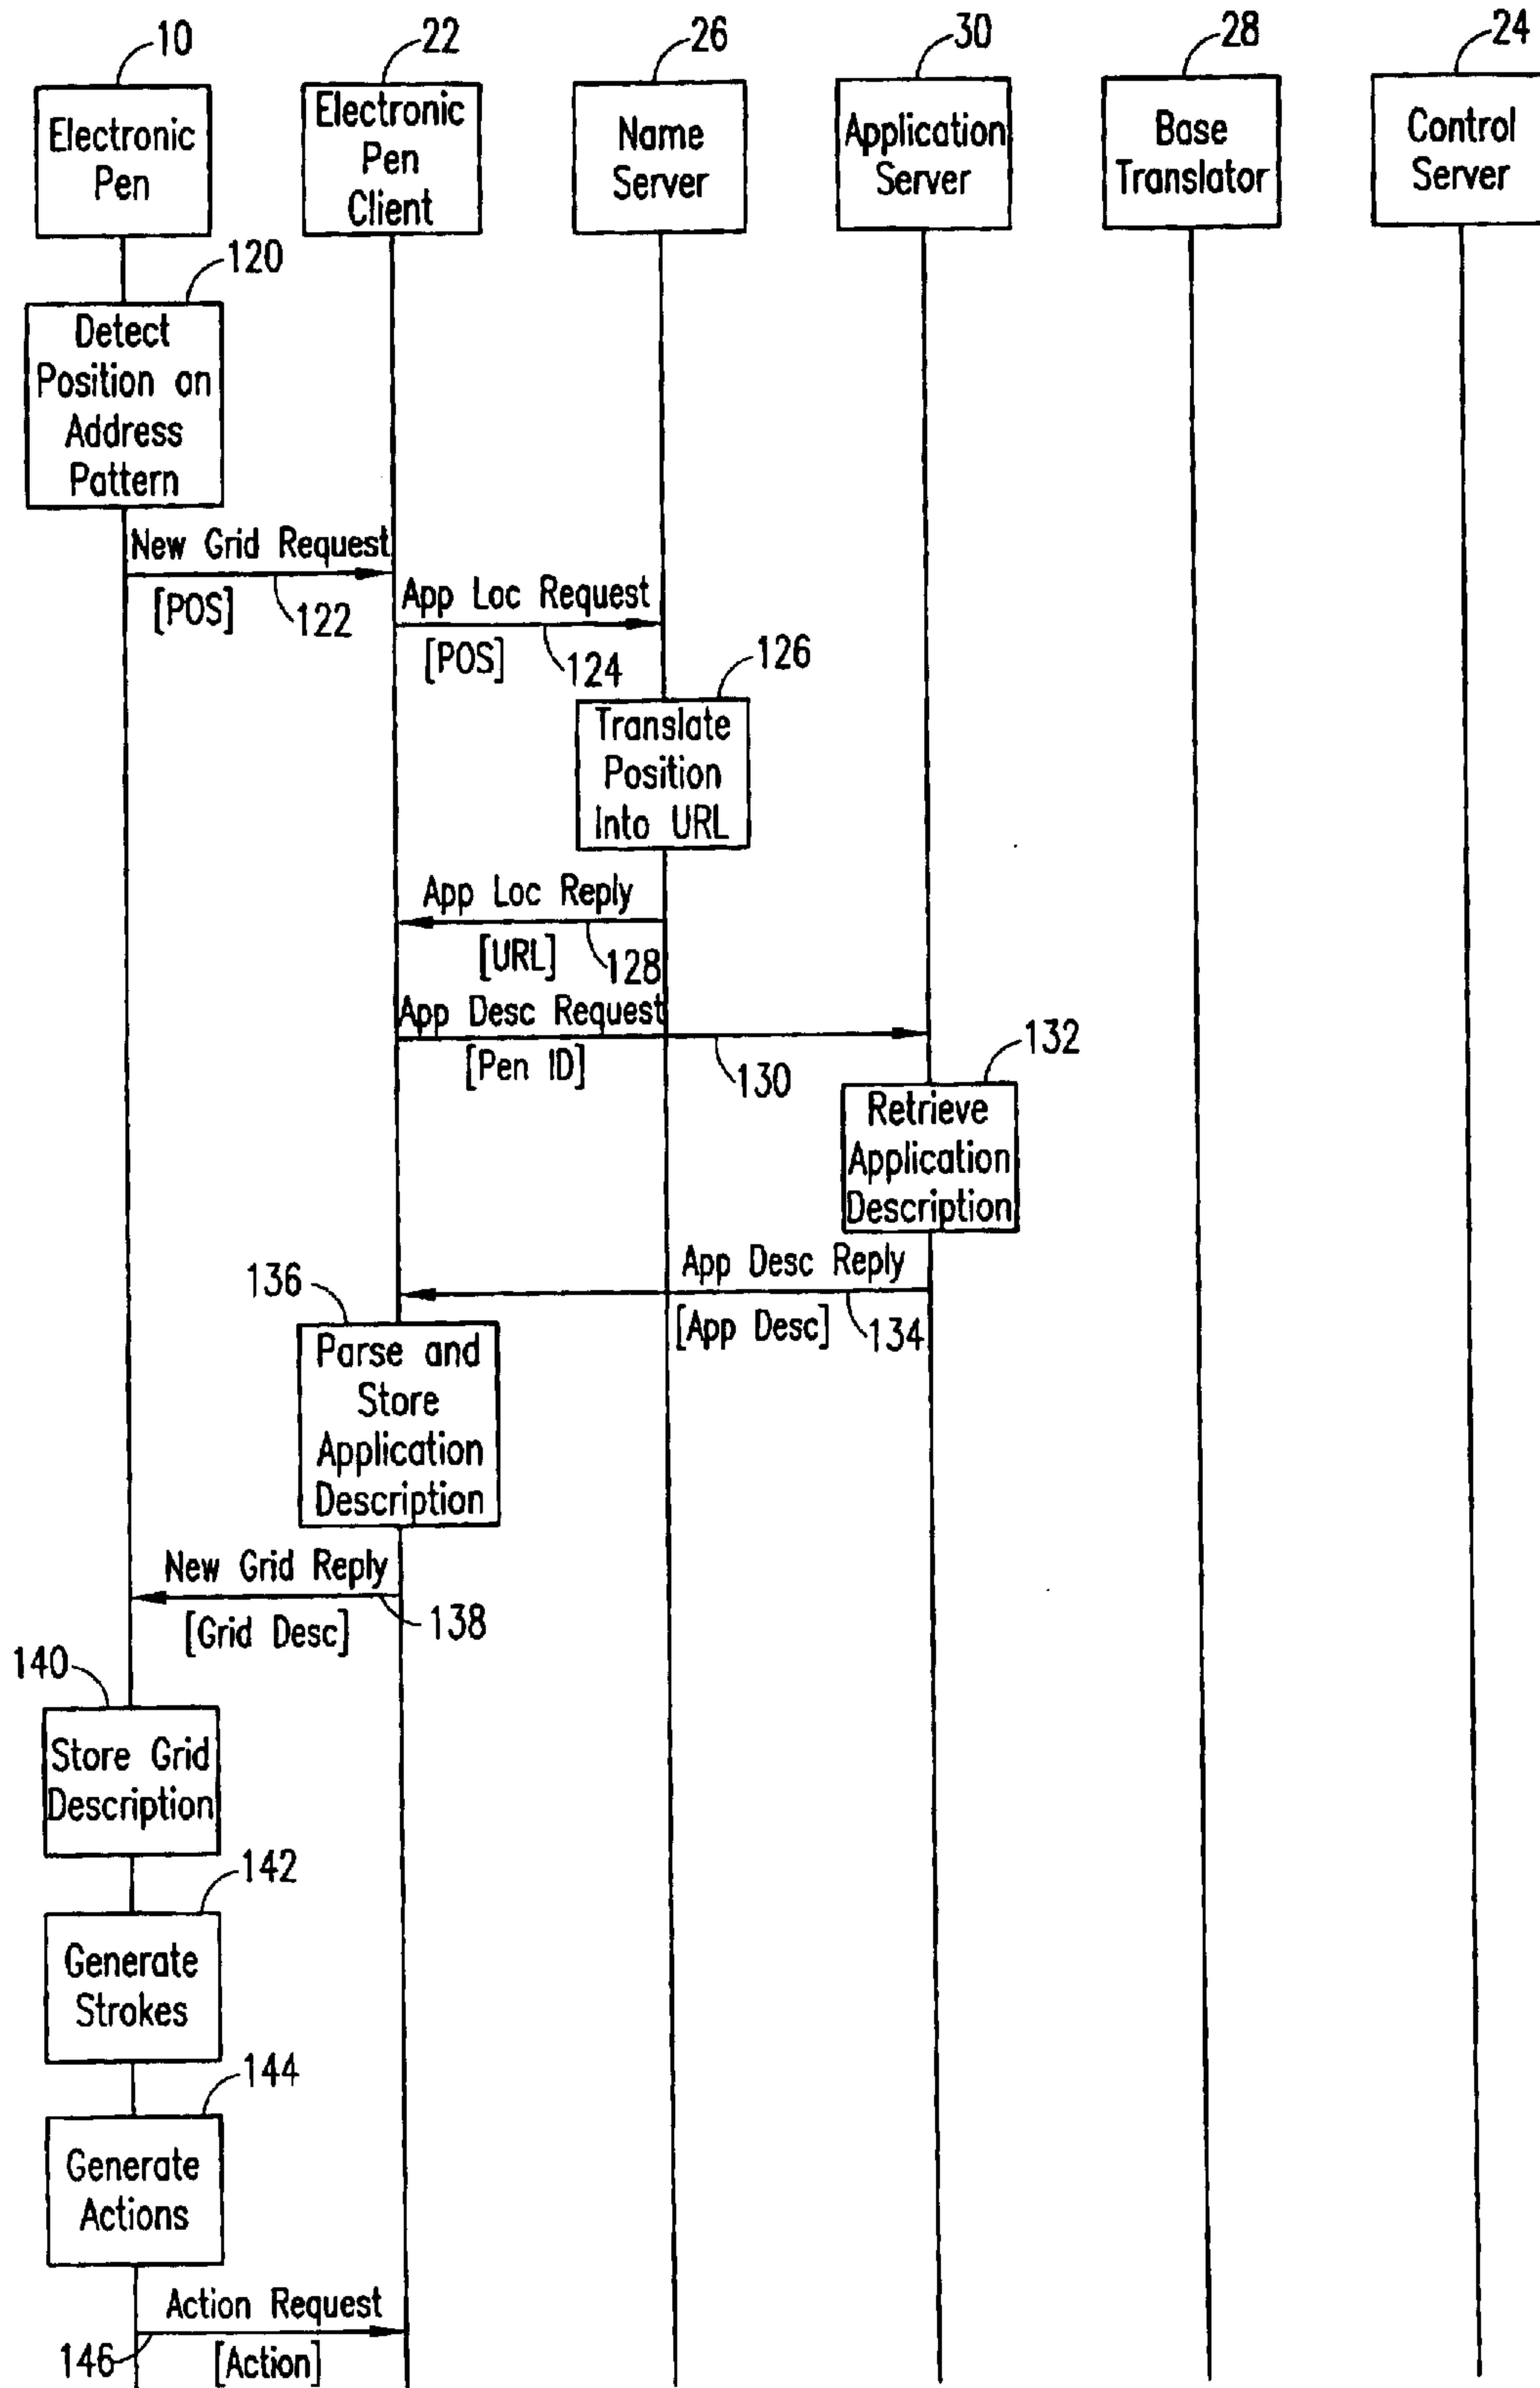 10
22
26
30
28
24
Electronic
Pen
Electronic
Pen
Client
Name
Server
Application
Server
Base
Translator
Control
Server
120
Detect
Position on
Address
Pattern
New Grid Request
[POS]
122
App Loc Request
[POS]
124
126
Translate
Position
Into URL
App Loc Reply
[URL]
128
App Desc Request
[Pen ID]
130
132
Retrieve
Application
Description
App Desc Reply
[App Desc]
134
136
Parse and
Store
Application
Description
New Grid Reply
[Grid Desc]
138
140
Store Grid
Description
142
Generate
Strokes
144
Generate
Actions
Action Request
146
[Action]